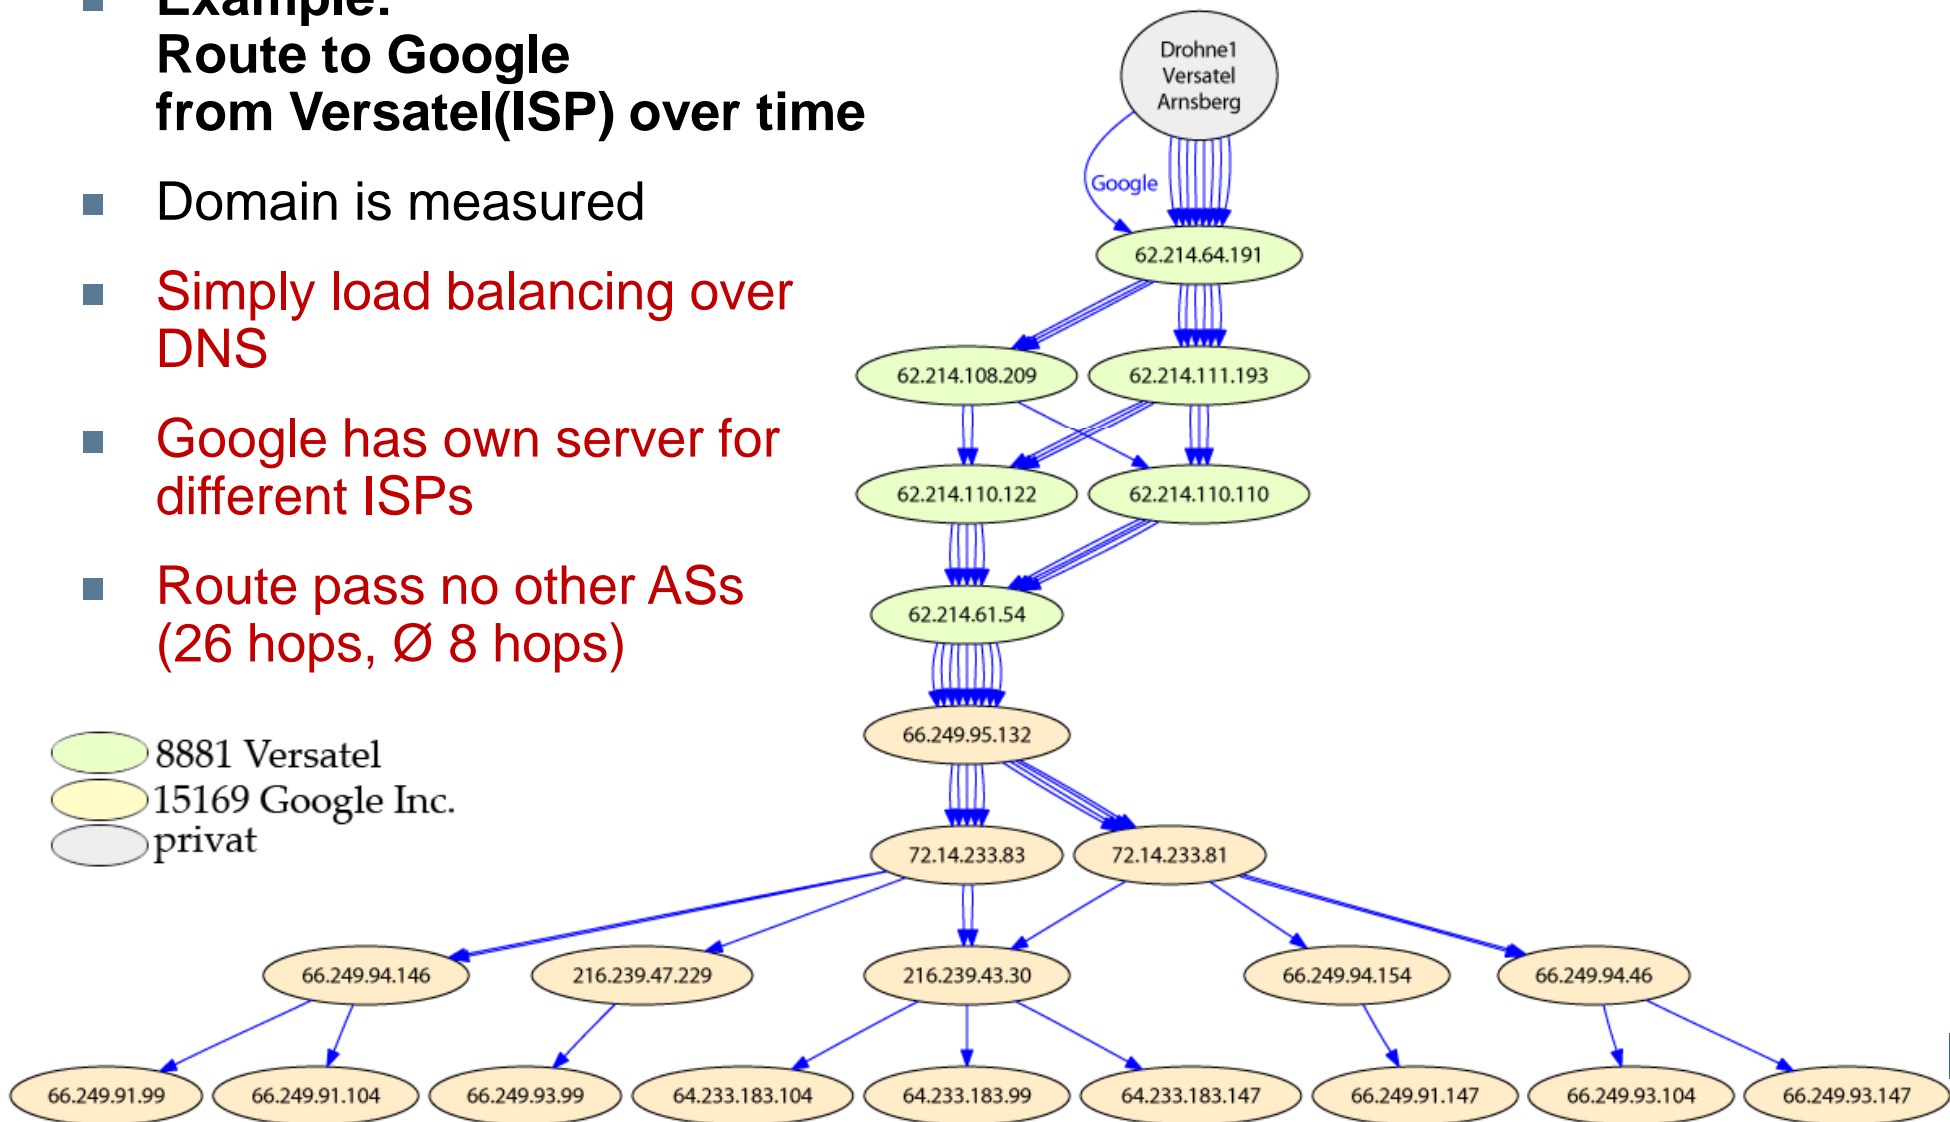 Example:
Route to Google
from Versatel(ISP) over time
Domain is measured
Simply load balancing over
DNS
Google has own server for
different ISPs
Route pass no other ASs
(26 hops, Ø 8 hops)
8881 Versatel
15169 Google Inc.
privat
Drohne1
Versatel
Arnsberg
Google
62.214.64.191
62.214.108.209
62.214.111.193
62.214.110.122
62.214.110.110
62.214.61.54
66.249.95.132
72.14.233.83
72.14.233.81
66.249.94.146
216.239.47.229
216.239.43.30
66.249.94.154
66.249.94.46
66.249.91.99
66.249.91.104
66.249.93.99
64.233.183.104
64.233.183.99
64.233.183.147
66.249.91.147
66.249.93.104
66.249.93.147